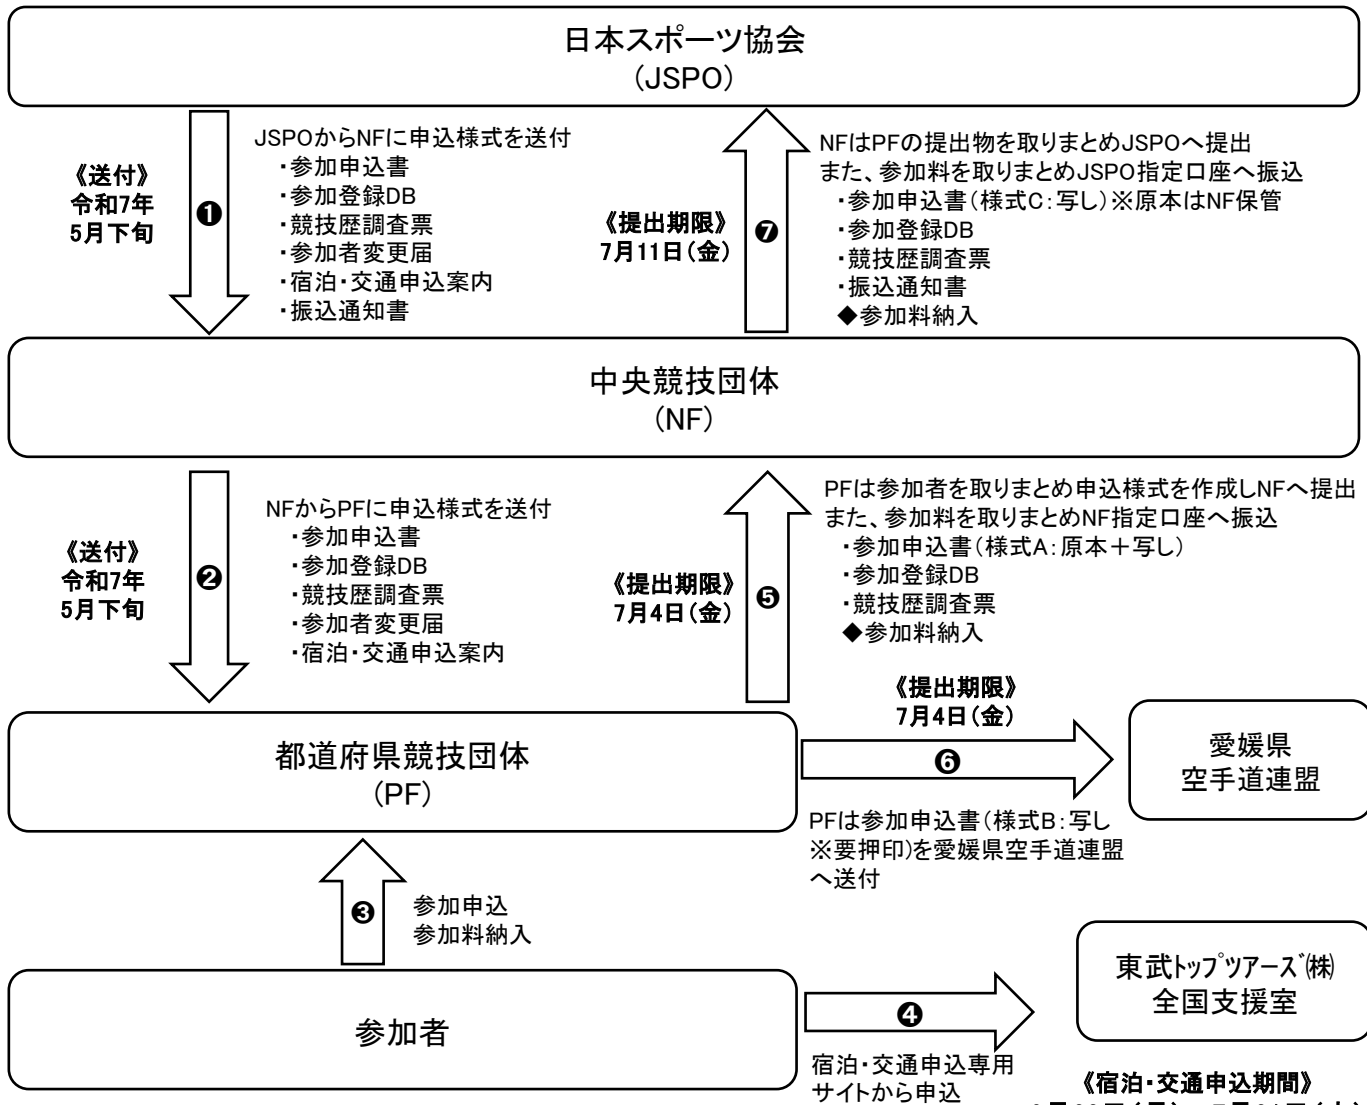 日本スポーツ協会
(JSPO)
《送付》
令和7年
5月下旬
❶
JSPOからNFに申込様式を送付
・参加申込書
・参加登録DB
・競技歴調査票
・参加者変更届
・宿泊・交通申込案内
・振込通知書
《提出期限》
7月11日(金)
❼
NFはPFの提出物を取りまとめJSPOへ提出
また、参加料を取りまとめJSPO指定口座へ振込
・参加申込書(様式C:写し)※原本はNF保管
・参加登録DB
・競技歴調査票
・振込通知書
◆参加料納入
中央競技団体
(NF)
《送付》
令和7年
5月下旬
❷
NFからPFに申込様式を送付
・参加申込書
・参加登録DB
・競技歴調査票
・参加者変更届
・宿泊・交通申込案内
《提出期限》
7月4日(金)
❺
PFは参加者を取りまとめ申込様式を作成しNFへ提出
また、参加料を取りまとめNF指定口座へ振込
・参加申込書(様式A:原本+写し)
・参加登録DB
・競技歴調査票
◆参加料納入
都道府県競技団体
(PF)
《提出期限》
7月4日(金)
❻
PFは参加申込書(様式B:写し
※要押印)を愛媛県空手道連盟
へ送付
愛媛県
空手道連盟
❸
参加申込
参加料納入
参加者
❹
宿泊・交通申込専用
サイトから申込
東武トップツアーズ㈱
全国支援室
《宿泊・交通申込期間》